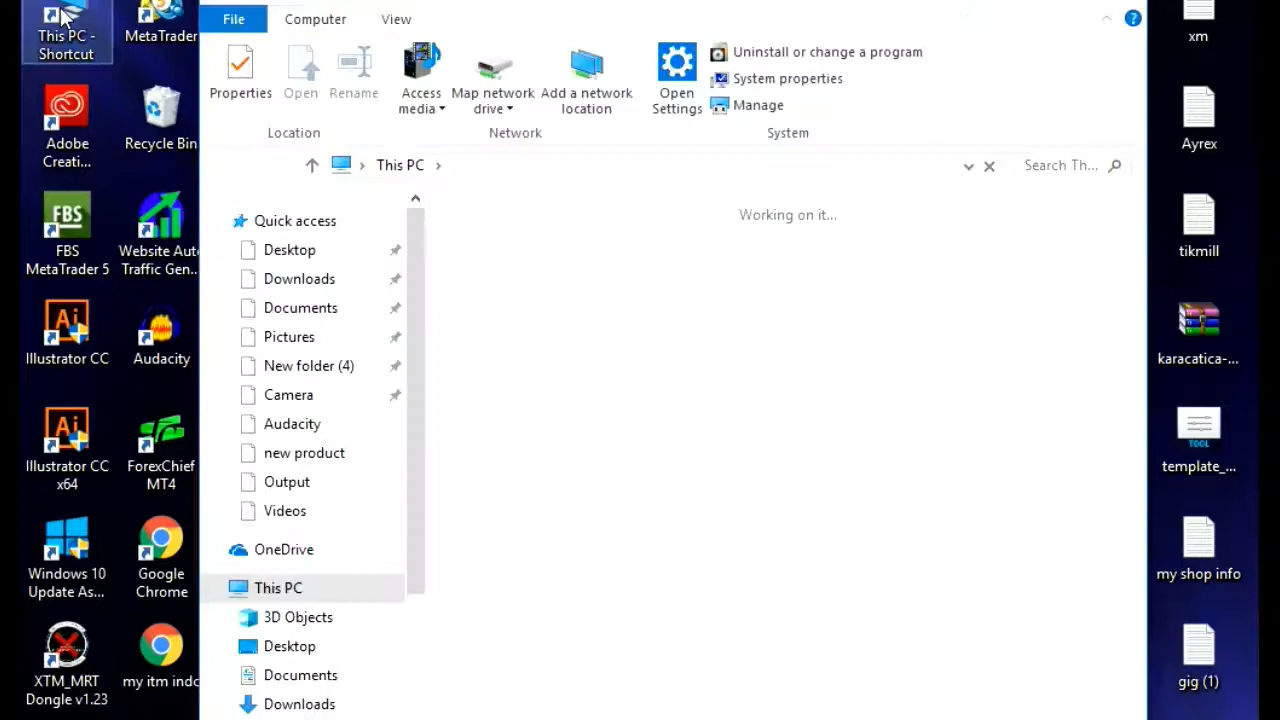 This PC -
Shortcut
MetaTrader
Adobe
Creati...
Recycle Bin
FBS
FBS
MetaTrader 5
Website Aut
Traffic Gen...
Ai
Illustrator CC
Audacity
Ai
Illustrator CC
x64
ForexChief
MT4
Windows 10
Update As...
Google
Chrome
XTM_MRT
Dongle v1.23
my itm indc
File
Computer
View
Properties
Open
Rename
Access
media
Map network
drive
Add a network
location
Open
Settings
Uninstall or change a program
System properties
Manage
Location
Network
System
This PC
Search Th...
Working on it...
Quick access
Desktop
Downloads
Documents
Pictures
New folder (4)
Camera
Audacity
new product
Output
Videos
OneDrive
This PC
3D Objects
Desktop
Documents
Downloads
xm
Ayrex
tikmill
karacatica-...
TOOL
template_...
my shop info
gig (1)